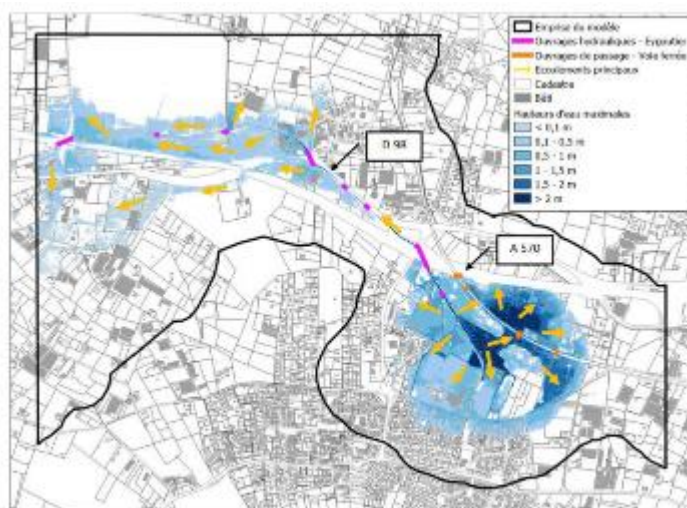 Emprise du modèle
Ouvrages hydrauliques - Eygoutier
Ouvrages de passage - Voie ferrée
Ecoulements principaux
Cadastre
Bâti
Hauteurs d'eau maximales
< 0,1 m
0,1 - 0,5 m
0,5 - 1 m
1 - 1,5 m
1,5 - 2 m
> 2 m
D 98
A 570